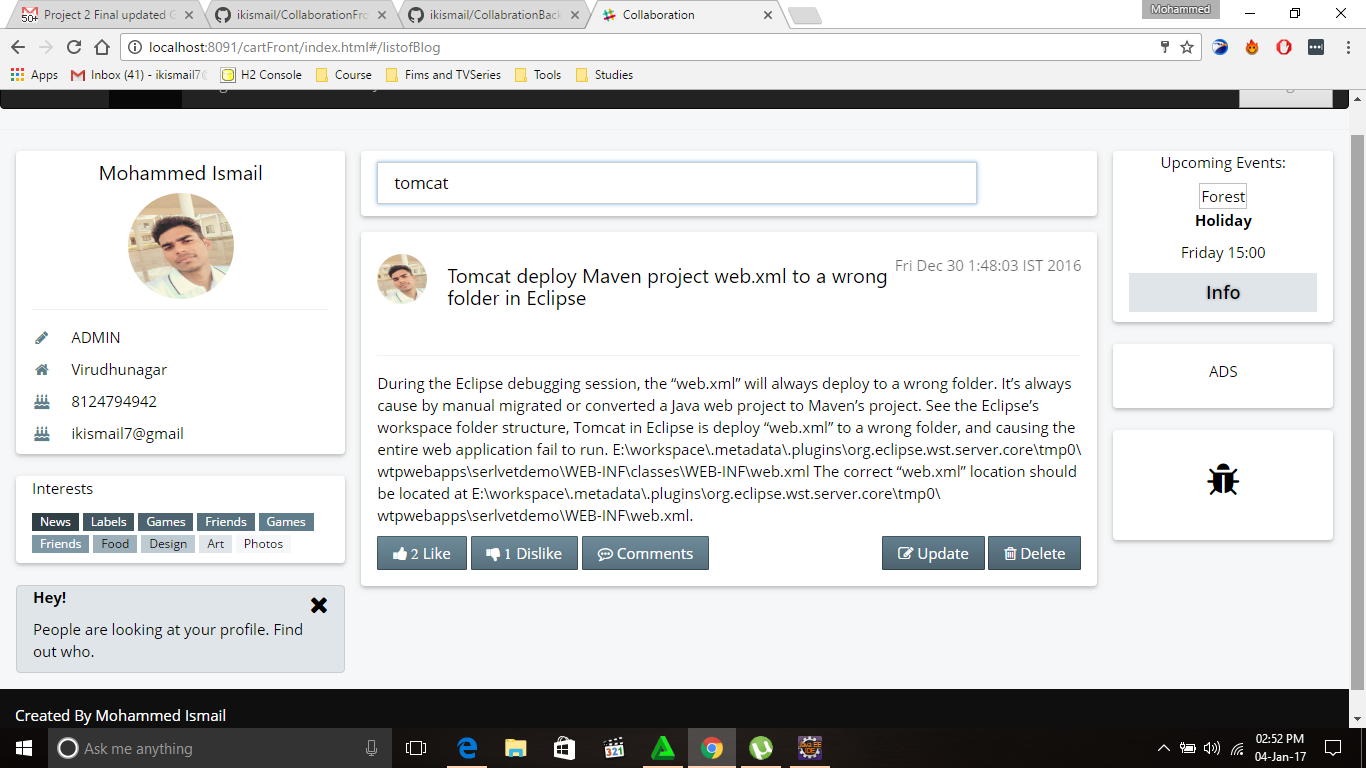 Mohammed
50+
Project 2 Final updated G
ikismail/CollaborationFro
ikismail/CollabrationBack
Collaboration
localhost:8091/cartFront/index.html#/listofBlog
Apps
Inbox (41) - ikismail7@
H2 Console
Course
Fims and TVSeries
Tools
Studies
Mohammed Ismail
ADMIN
Virudhunagar
8124794942
ikismail7@gmail
Interests
News Labels Games Friends Games
Friends Food Design Art Photos
Hey!
People are looking at your profile. Find
out who.
tomcat
Tomcat deploy Maven project web.xml to a wrong
folder in Eclipse
Fri Dec 30 1:48:03 IST 2016
During the Eclipse debugging session, the “web.xml” will always deploy to a wrong folder. It’s always
cause by manual migrated or converted a Java web project to Maven’s project. See the Eclipse’s
workspace folder structure, Tomcat in Eclipse is deploy “web.xml” to a wrong folder, and causing the
entire web application fail to run. E:\workspace\.metadata\.plugins\org.eclipse.wst.server.core\tmp0\
wtpwebapps\serlvetdemo\WEB-INF\classes\WEB-INF\web.xml The correct “web.xml” location should
be located at E:\workspace\.metadata\.plugins\org.eclipse.wst.server.core\tmp0\
wtpwebapps\serlvetdemo\WEB-INF\web.xml.
2 Like
1 Dislike
Comments
Update
Delete
Upcoming Events:
Forest
Holiday
Friday 15:00
Info
ADS
Created By Mohammed Ismail
Ask me anything
321
02:52 PM
04-Jan-17